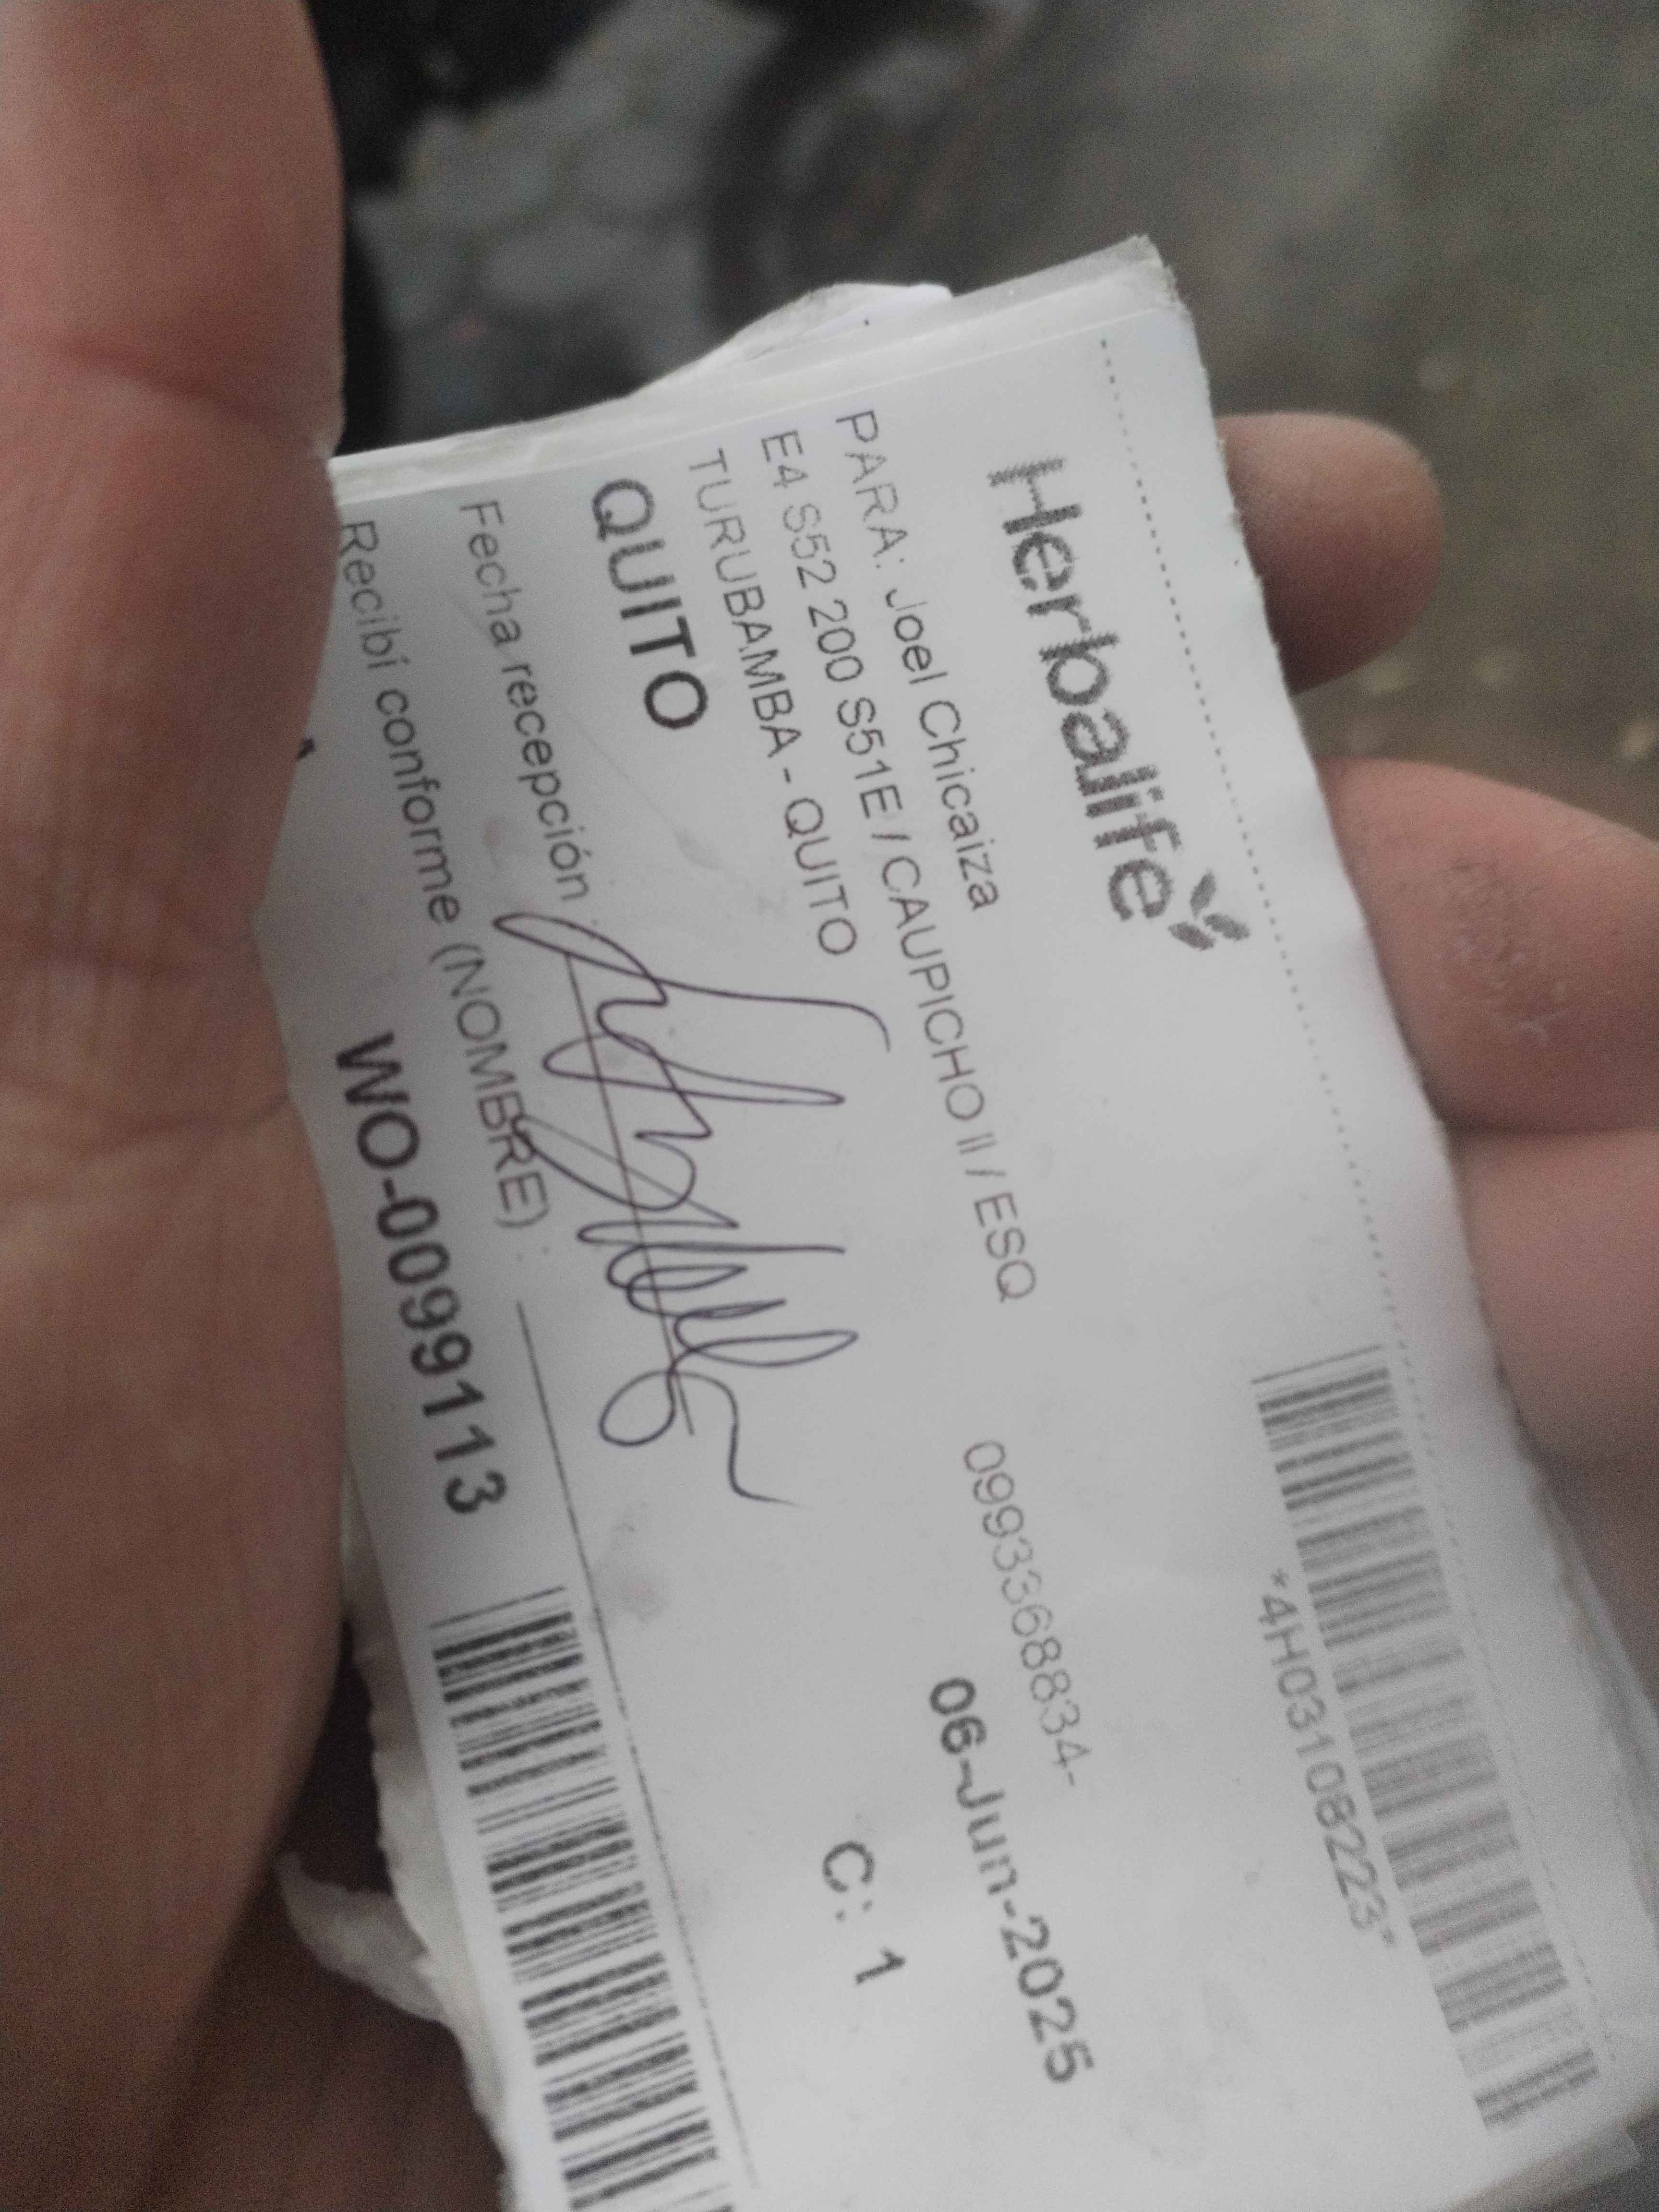 Herbalife
*4H03108223*
PARA: Joel Chicaiza
E4 S52 200 S51E / CAUPICHO II / ESQ
0993368834-
TURUBAMBA - QUITO
06-Jun-2025
QUITO
C: 1
Fecha recepción :
Recibí conforme (NOMBRE) :
WO-0099113